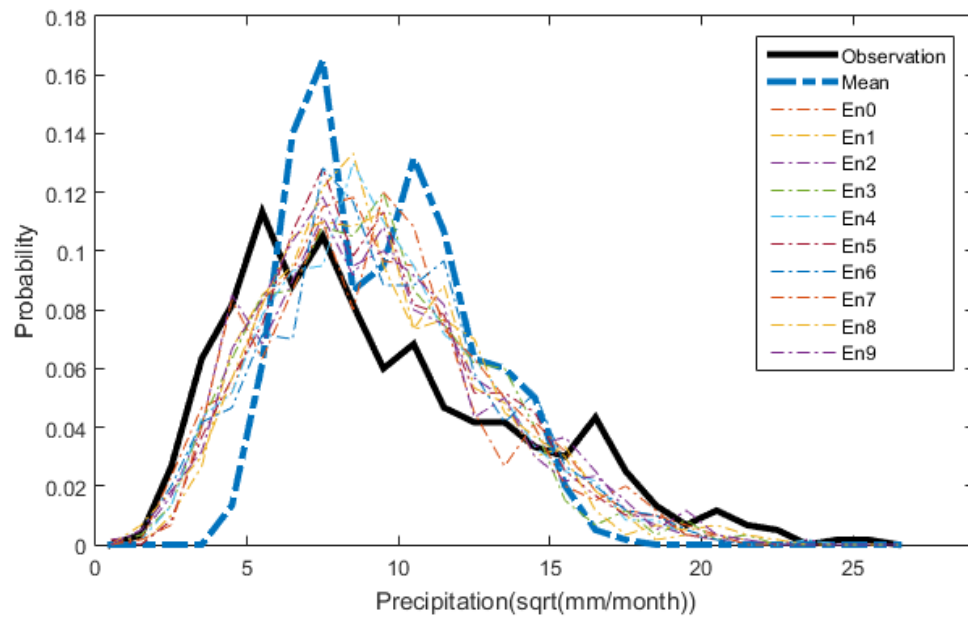 0.18
0.16
0.14
0.12
0.1
0.08
0.06
0.04
0.02
0
Probability
0 5 10 15 20 25
Precipitation(sqrt(mm/month))
Observation
Mean
En0
En1
En2
En3
En4
En5
En6
En7
En8
En9